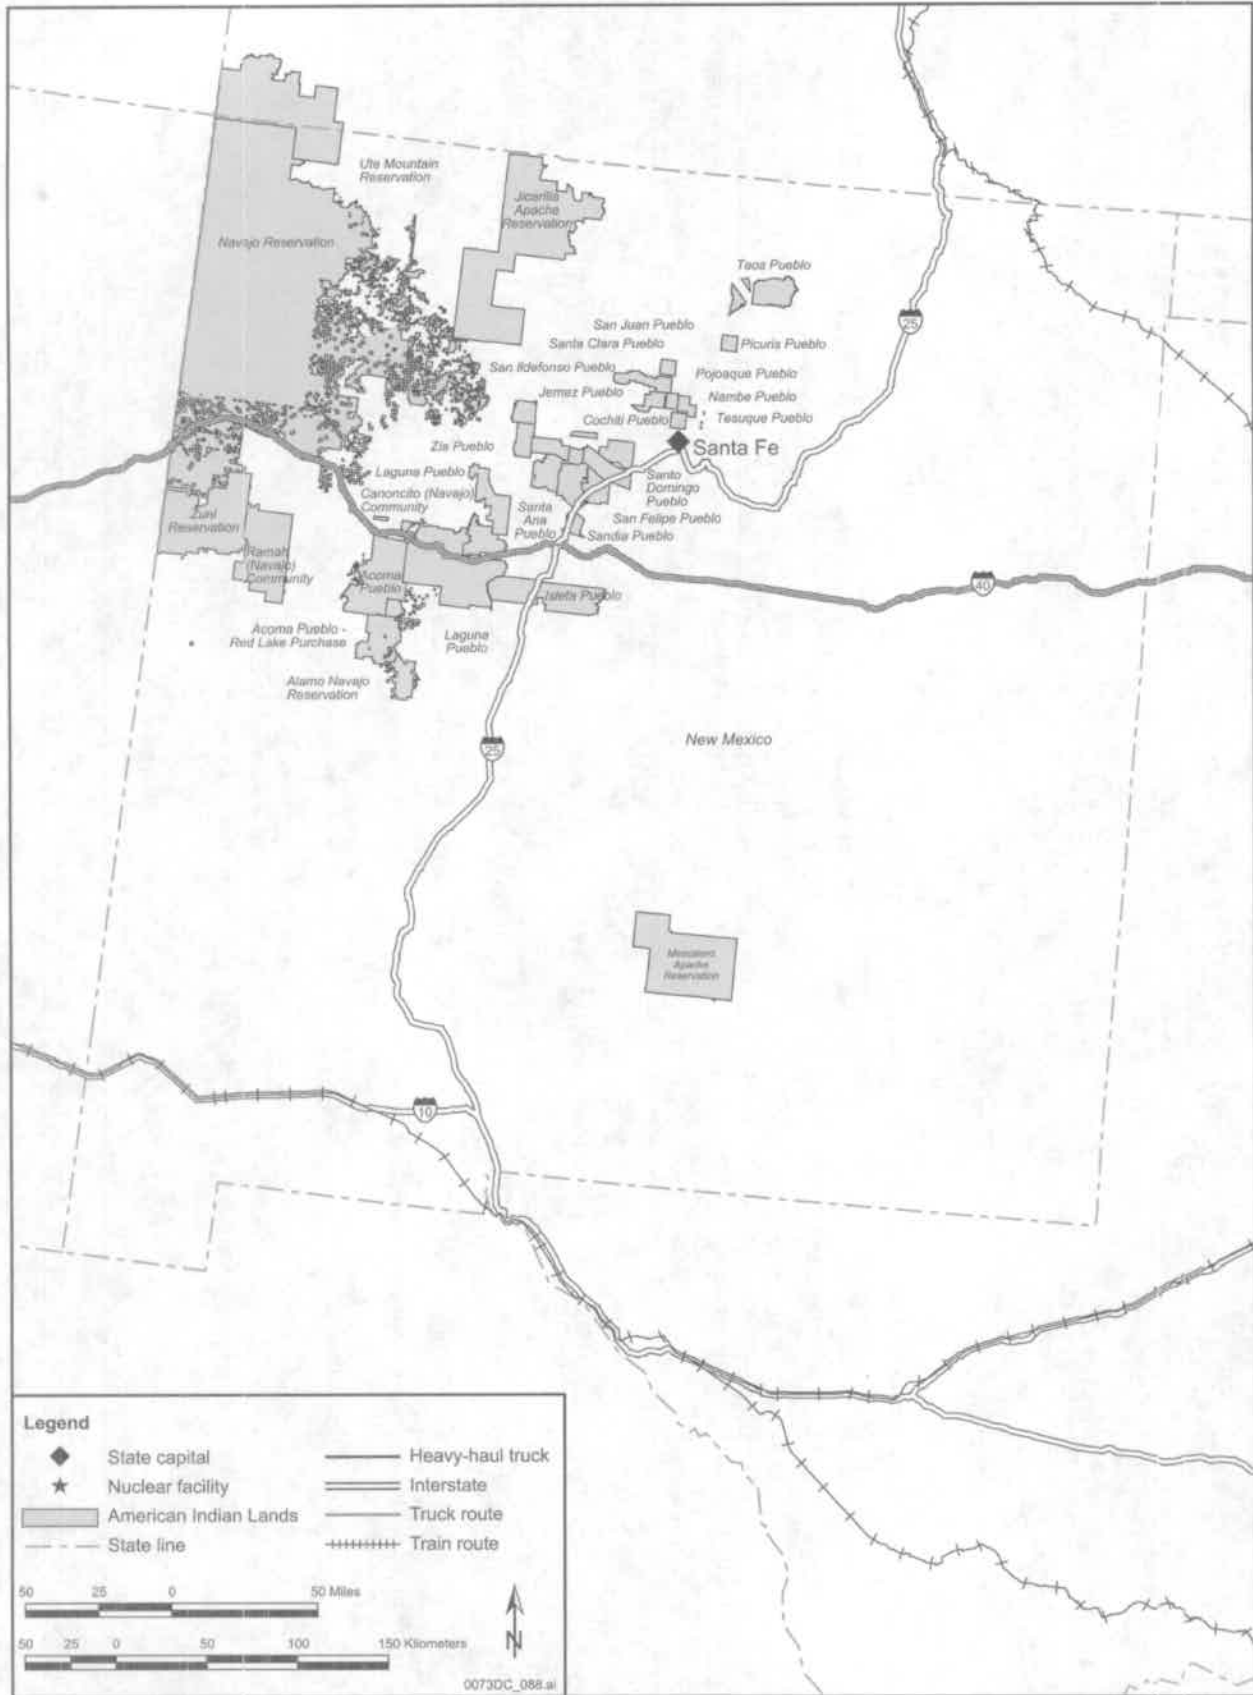 Ute Mountain
Reservation
Jicarilla
Apache
Reservation
Navajo Reservation
Taos Pueblo
25
San Juan Pueblo
Santa Clara Pueblo
Picuris Pueblo
San Ildefonso Pueblo
Pojoaque Pueblo
Jemez Pueblo
Nambe Pueblo
Cochiti Pueblo
Tesuque Pueblo
Zia Pueblo
Santa Fe
Laguna Pueblo
Santo
Domingo
Pueblo
Canoncito (Navajo)
Community
Santa
Ana
Pueblo
San Felipe Pueblo
Sandia Pueblo
Zuni
Reservation
Ramah
(Navajo)
Community
Acoma
Pueblo
40
Isleta Pueblo
Acoma Pueblo -
Red Lake Purchase
Laguna
Pueblo
Alamo Navajo
Reservation
25
New Mexico
Mescalero
Apache
Reservation
10
Legend
State capital
Nuclear facility
American Indian Lands
State line
Heavy-haul truck
Interstate
Truck route
Train route
50 25 0 50 Miles
50 25 0 50 100 150 Kilometers
N
0073DC_088.ai